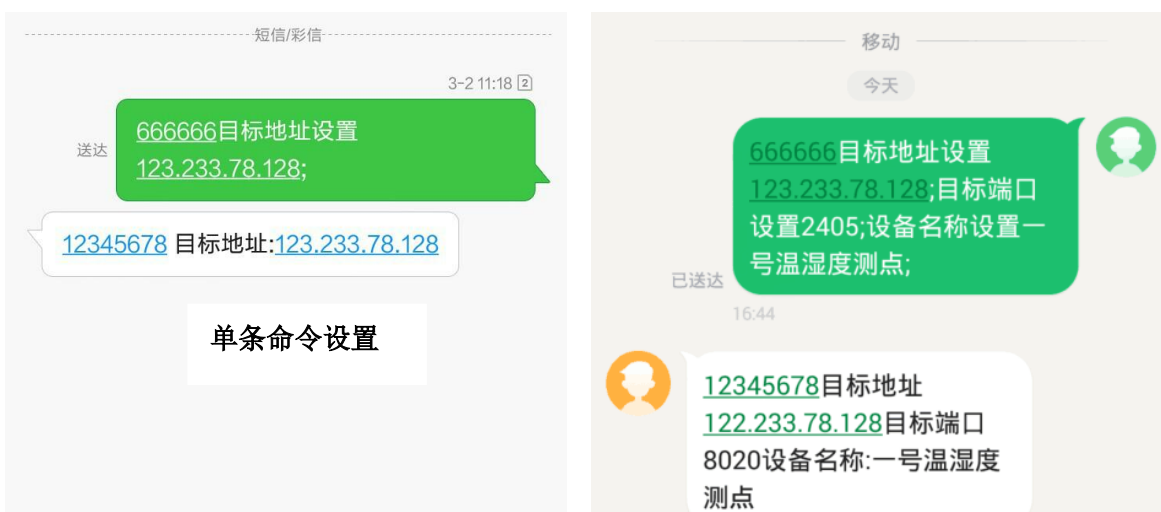 短信/彩信
3-2 11:18 2
666666目标地址设置
送达
123.233.78.128;
12345678 目标地址:123.233.78.128
单条命令设置
移动
今天
666666目标地址设置
123.233.78.128;目标端口
设置2405;设备名称设置一
号温湿度测点;
已送达
16:44
12345678目标地址
122.233.78.128目标端口
8020设备名称:一号温湿度
测点